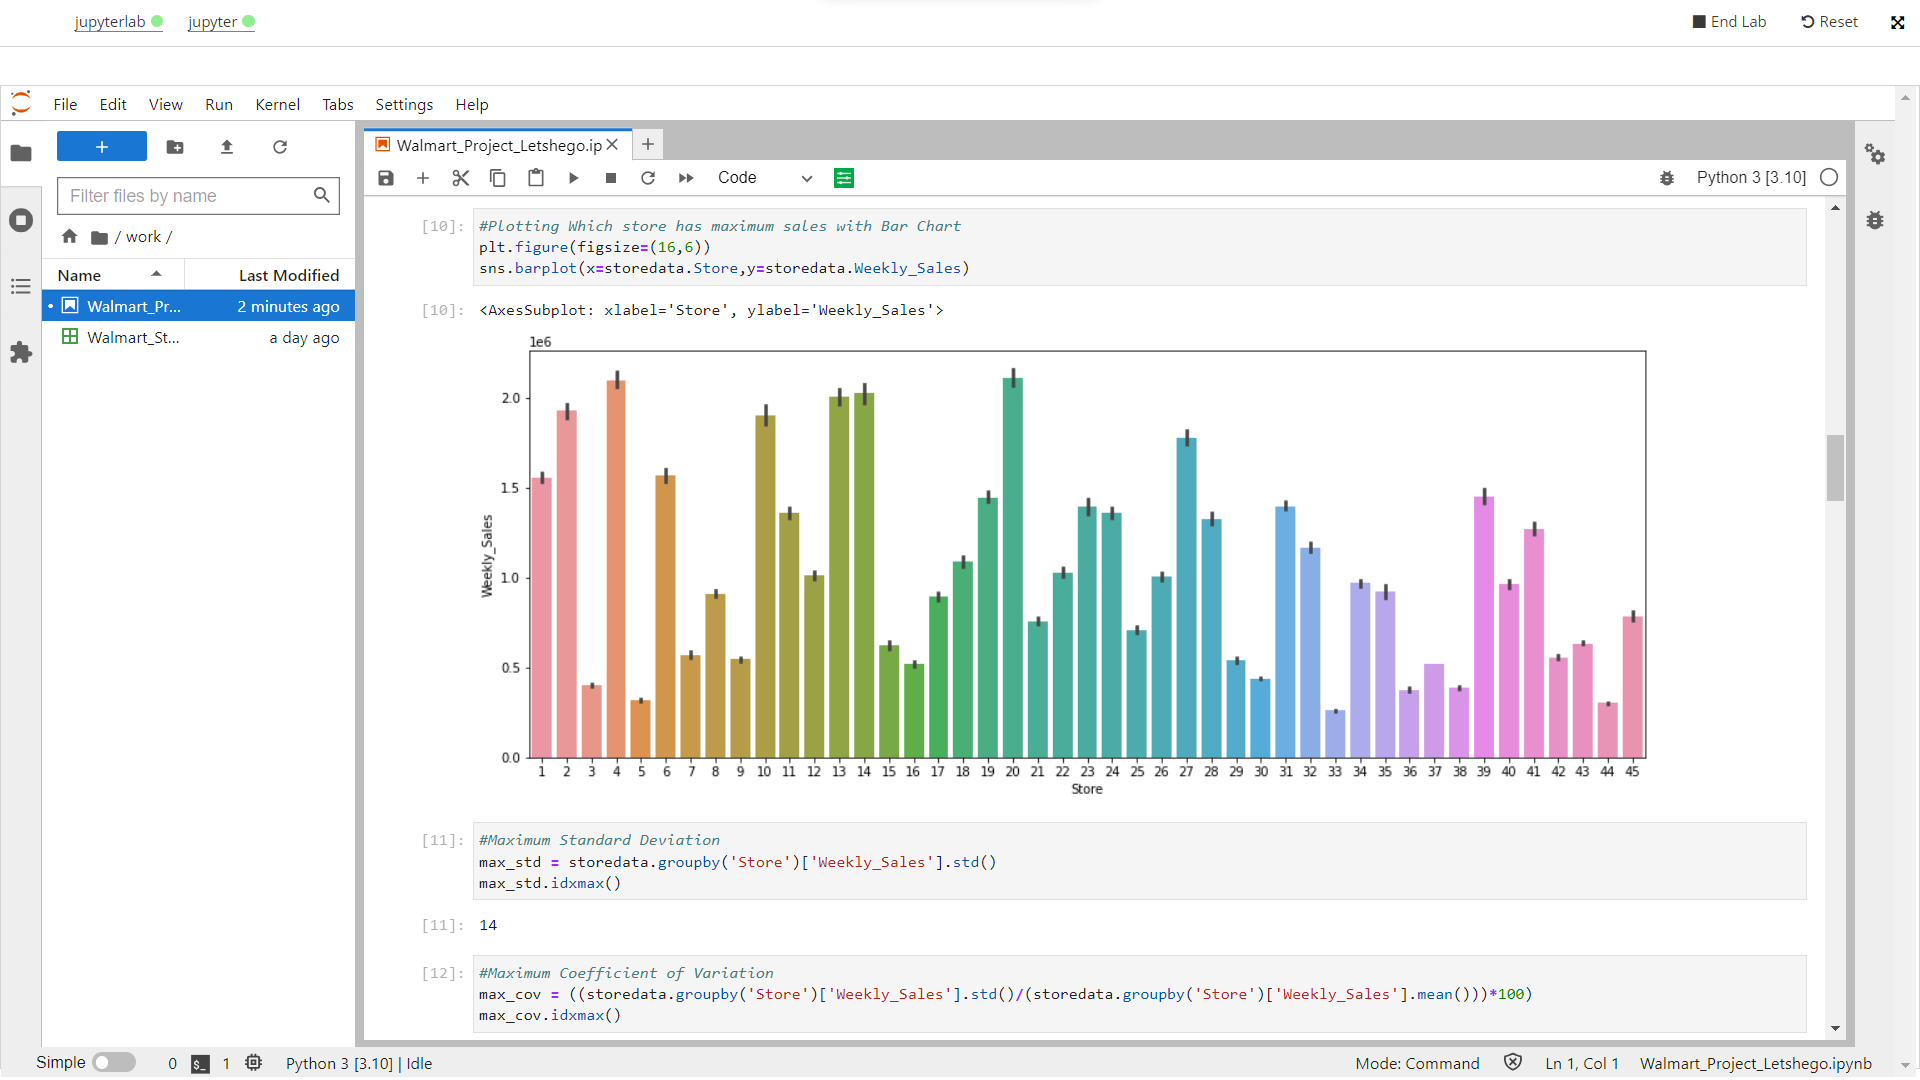 jupyterlab jupyter End Lab Reset
File Edit View Run Kernel Tabs Settings Help
+
Walmart_Project_Letshego.ip × +
Code Python 3 [3.10]
Filter files by name
/ work /
Name Last Modified
Walmart_Pr... 2 minutes ago
Walmart_St... a day ago
[10]: #Plotting Which store has maximum sales with Bar Chart
plt.figure(figsize=(16,6))
sns.barplot(x=storedata.Store,y=storedata.Weekly_Sales)
[10]: <AxesSubplot: xlabel='Store', ylabel='Weekly_Sales'>
1e6
2.0
1.5
1.0
0.5
0.0
Weekly_Sales
1 2 3 4 5 6 7 8 9 10 11 12 13 14 15 16 17 18 19 20 21 22 23 24 25 26 27 28 29 30 31 32 33 34 35 36 37 38 39 40 41 42 43 44 45
Store
[11]: #Maximum Standard Deviation
max_std = storedata.groupby('Store')['Weekly_Sales'].std()
max_std.idxmax()
[11]: 14
[12]: #Maximum Coefficient of Variation
max_cov = ((storedata.groupby('Store')['Weekly_Sales'].std()/(storedata.groupby('Store')['Weekly_Sales'].mean()))*100)
max_cov.idxmax()
Simple 0 $_ 1 Python 3 [3.10] | Idle Mode: Command Ln 1, Col 1 Walmart_Project_Letshego.ipynb